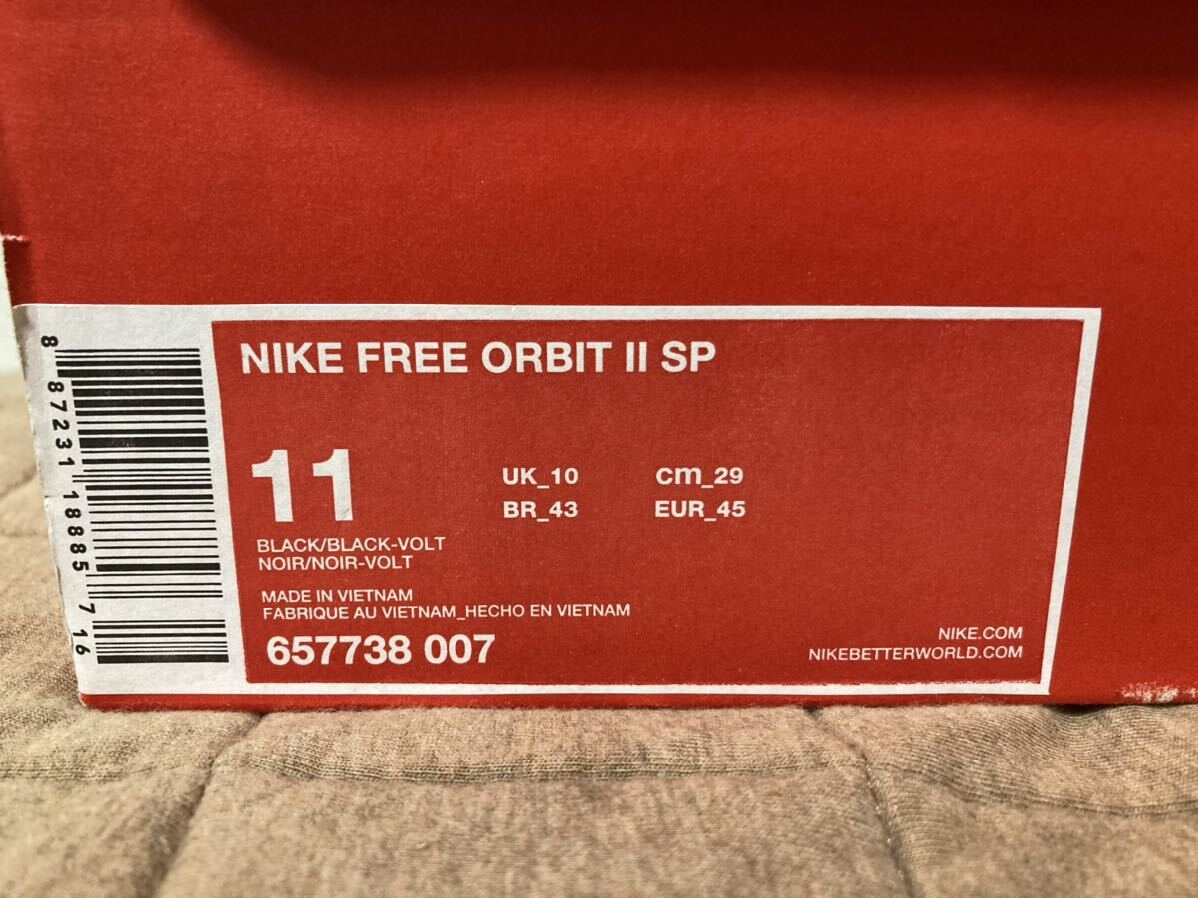 NIKE FREE ORBIT II SP
11
UK_10 cm_29
BR_43 EUR_45
BLACK/BLACK-VOLT
NOIR/NOIR-VOLT
MADE IN VIETNAM
FABRIQUE AU VIETNAM_HECHO EN VIETNAM
657738 007
NIKE.COM
NIKEBETTERWORLD.COM
8 87231 18885 7 16